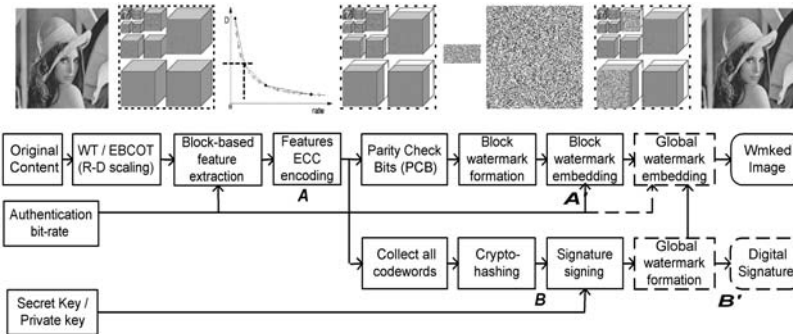 D
rate
Original
Content
WT / EBCOT
(R-D scaling)
Block-based
feature
extraction
Features
ECC
encoding
Parity Check
Bits (PCB)
Block
watermark
formation
Block
watermark
embedding
Global
watermark
embedding
Wmked
Image
A
A'
Authentication
bit-rate
Collect all
codewords
Crypto-
hashing
Signature
signing
Global
watermark
formation
Digital
Signature
B
B'
Secret Key /
Private key